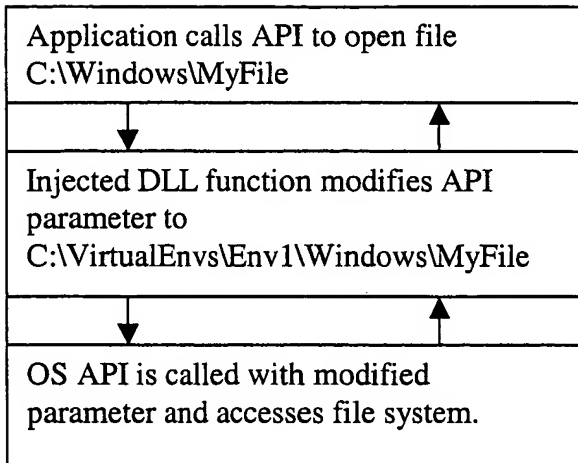 Application calls API to open file
C:\Windows\MyFile
Injected DLL function modifies API
parameter to
C:\VirtualEnvs\Env1\Windows\MyFile
OS API is called with modified
parameter and accesses file system.